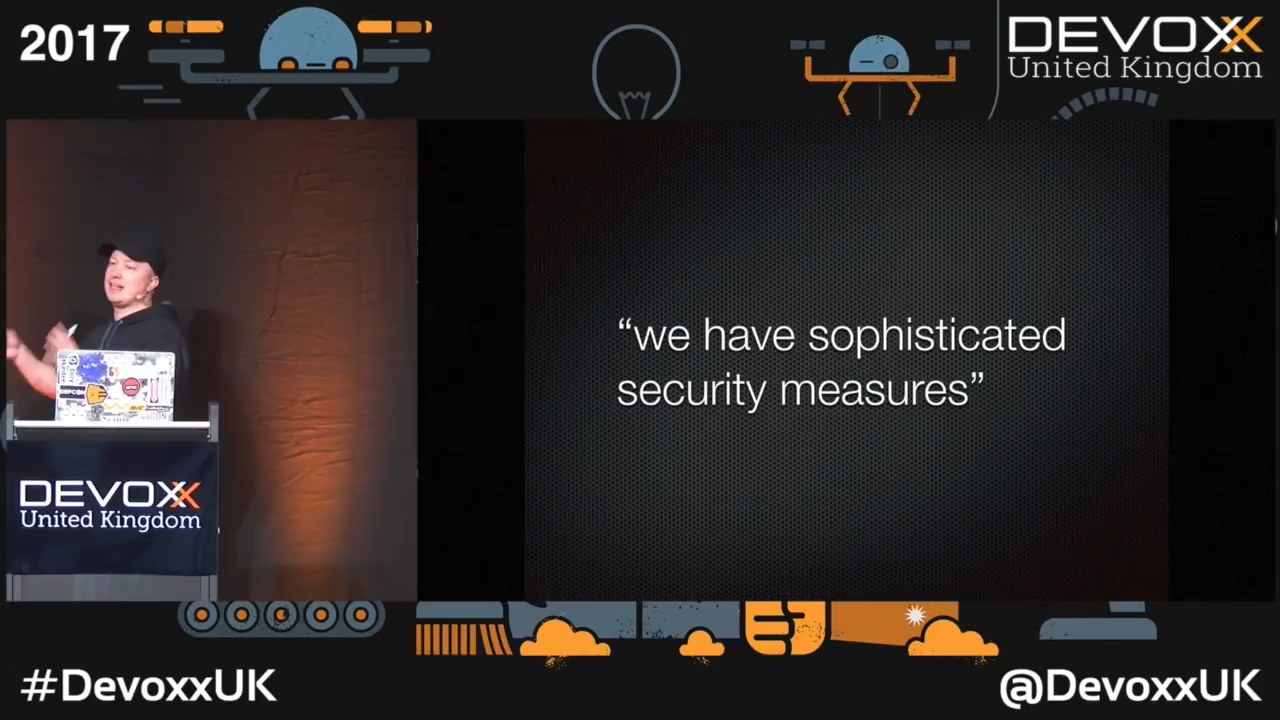 2017
DEVOXX
United Kingdom
“we have sophisticated
security measures”
DEVOXX
United Kingdom
#DevoxxUK
@DevoxxUK